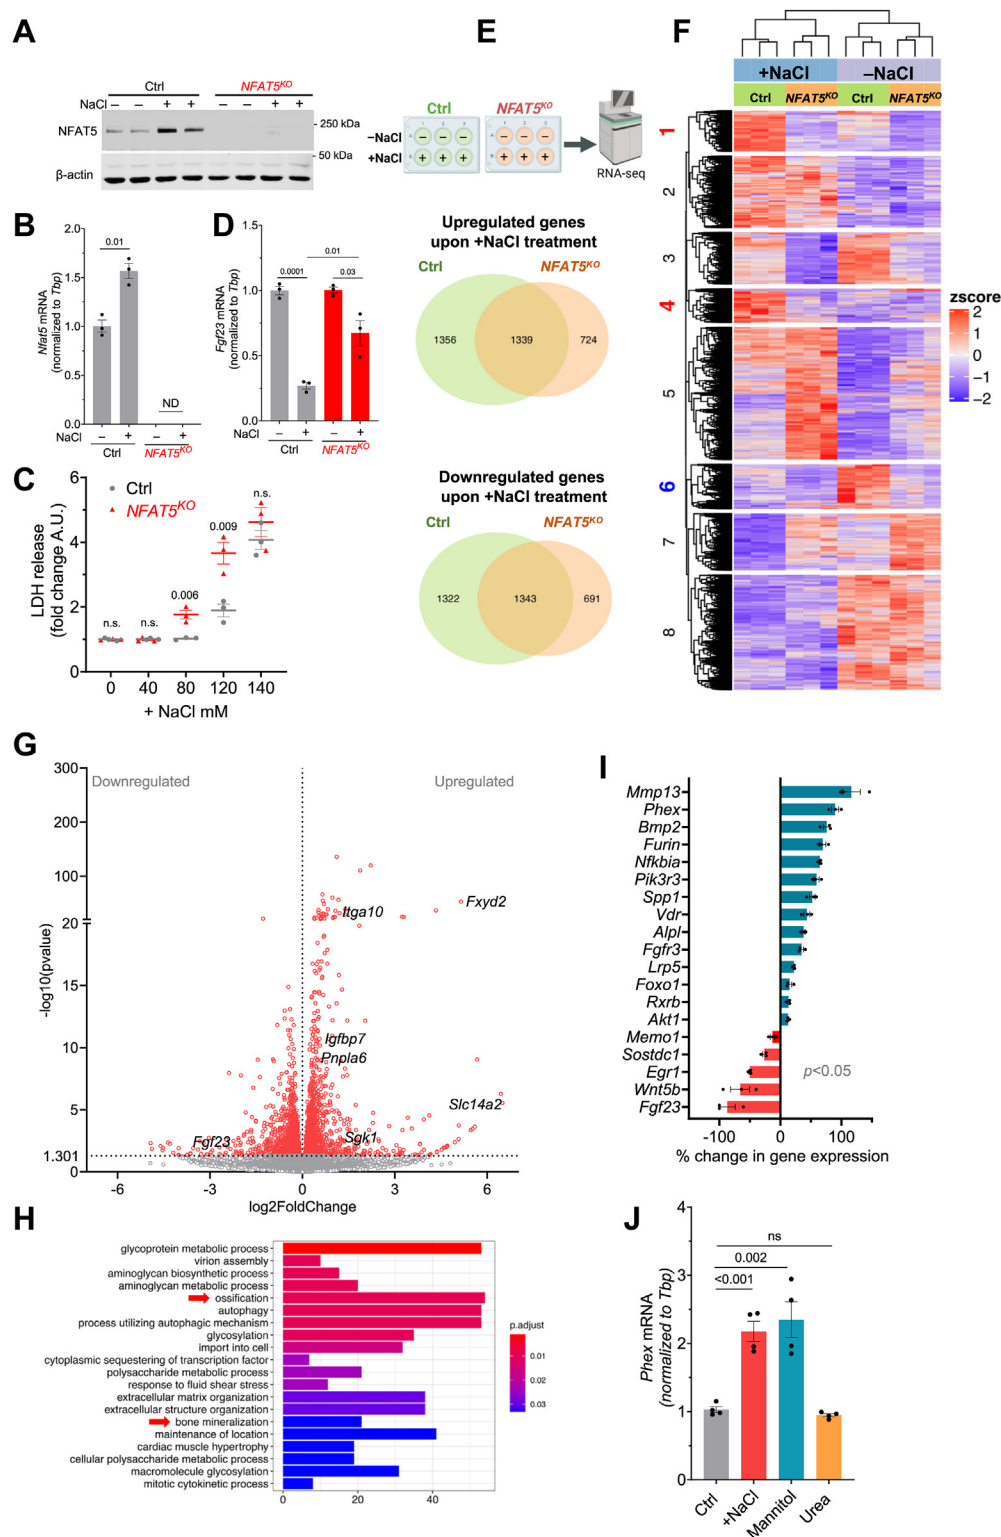 A
Ctrl
NFAT5KO
NaCl
– – + + – – + +
NFAT5
- 250 kDa
50 kDa
β-actin
B
Nfat5 mRNA
(normalized to Tbp)
2.0
1.5
1.0
0.5
0.0
0.01
ND
NaCl
– + – +
Ctrl
NFAT5KO
D
Fgf23 mRNA
(normalized to Tbp)
1.5
1.0
0.5
0.0
0.01
0.0001
0.03
NaCl
– + – +
Ctrl
NFAT5KO
C
LDH release
(fold change A.U.)
6
4
2
0
Ctrl
NFAT5KO
n.s.
n.s.
0.006
0.009
n.s.
0 40 80 120 140
+ NaCl mM
E
Ctrl
NFAT5KO
1 2 3
1 2 3
–NaCl
A
– – –
A
– – –
+NaCl
B
+ + +
B
+ + +
RNA-seq
Upregulated genes
upon +NaCl treatment
Ctrl
NFAT5KO
1356
1339
724
Downregulated genes
upon +NaCl treatment
Ctrl
NFAT5KO
1322
1343
691
F
+NaCl
–NaCl
Ctrl
NFAT5KO
Ctrl
NFAT5KO
1
2
3
4
5
6
7
8
zscore
2
1
0
−1
−2
G
Downregulated
Upregulated
-log10(pvalue)
300
200
100
20
15
10
5
1.301
0
Itga10
Fxyd2
Igfbp7
Pnpla6
Slc14a2
Fgf23
Sgk1
-6 -3 0 3 6
log2FoldChange
H
glycoprotein metabolic process
virion assembly
aminoglycan biosynthetic process
aminoglycan metabolic process
ossification
autophagy
process utilizing autophagic mechanism
glycosylation
import into cell
cytoplasmic sequestering of transcription factor
polysaccharide metabolic process
response to fluid shear stress
extracellular matrix organization
extracellular structure organization
bone mineralization
maintenance of location
cardiac muscle hypertrophy
cellular polysaccharide metabolic process
macromolecule glycosylation
mitotic cytokinetic process
0 20 40
p.adjust
0.01
0.02
0.03
I
Mmp13
Phex
Bmp2
Furin
Nfkbia
Pik3r3
Spp1
Vdr
Alpl
Fgfr3
Lrp5
Foxo1
Rxrb
Akt1
Memo1
Sostdc1
Egr1
Wnt5b
Fgf23
p<0.05
-100 0 100
% change in gene expression
J
Phex mRNA
(normalized to Tbp)
4
3
2
1
0
ns
0.002
<0.001
Ctrl
+NaCl
Mannitol
Urea